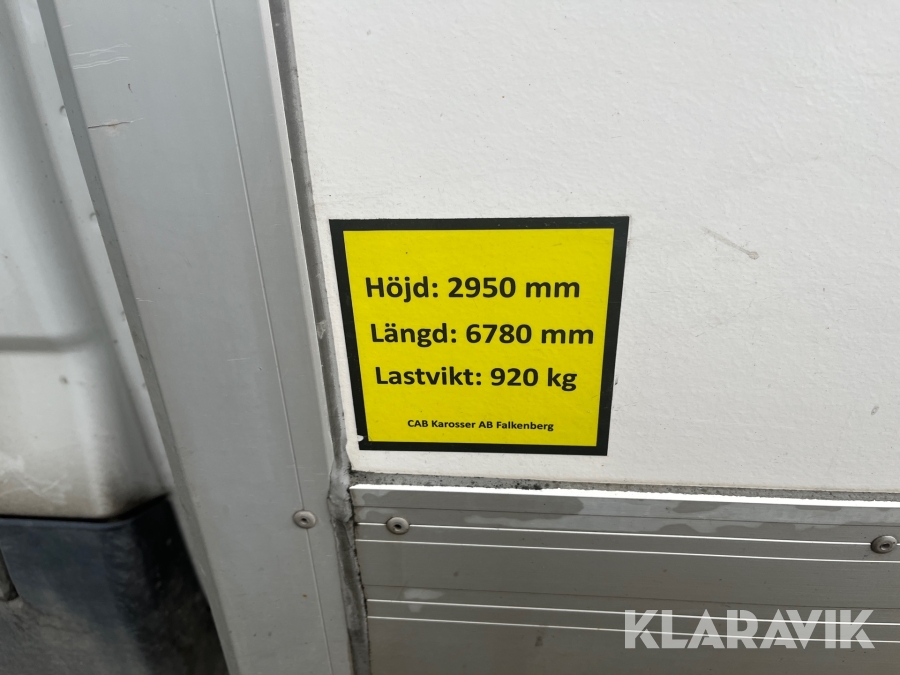 Höjd: 2950 mm
Längd: 6780 mm
Lastvikt: 920 kg
CAB Karosser AB Falkenberg
KLARAVIK